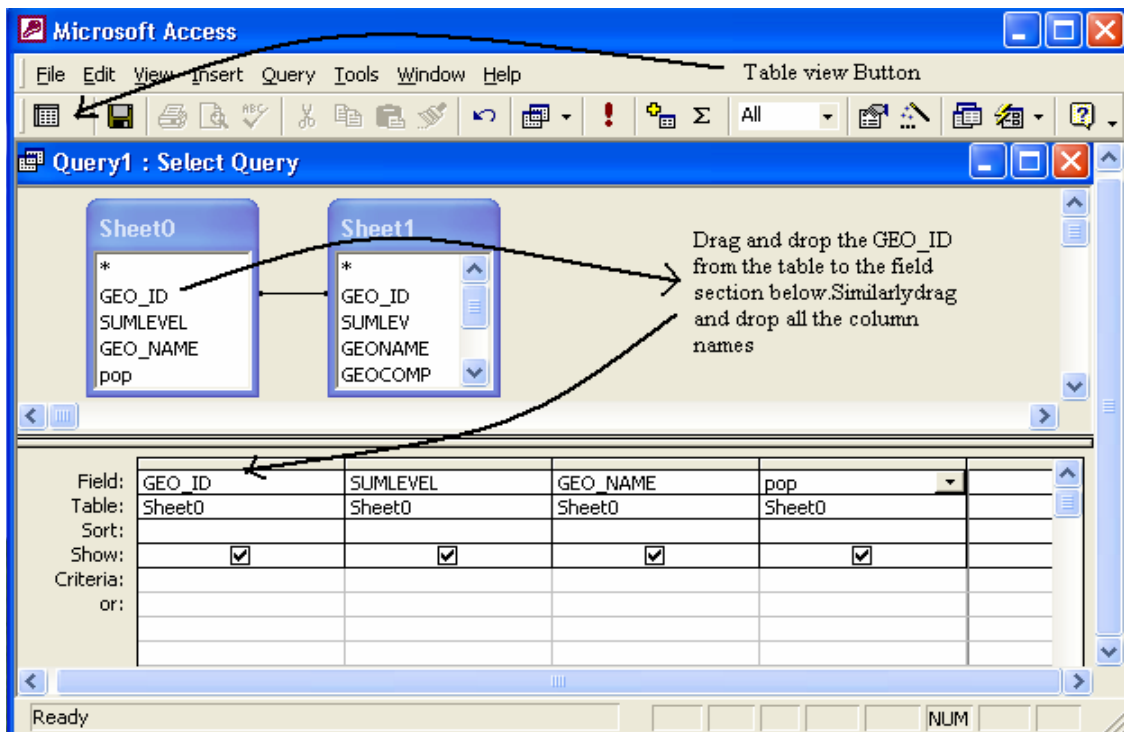 Microsoft Access
File Edit View Insert Query Tools Window Help
Table view Button
ABC
All
Query1 : Select Query
Sheet0
*
GEO_ID
SUMLEVEL
GEO_NAME
pop
Sheet1
*
GEO_ID
SUMLEV
GEONAME
GEOCOMP
Drag and drop the GEO_ID
from the table to the field
section below.Similarlydrag
and drop all the column
names
Field: GEO_ID SUMLEVEL GEO_NAME pop
Table: Sheet0 Sheet0 Sheet0 Sheet0
Sort:
Show:
Criteria:
or:
Ready NUM